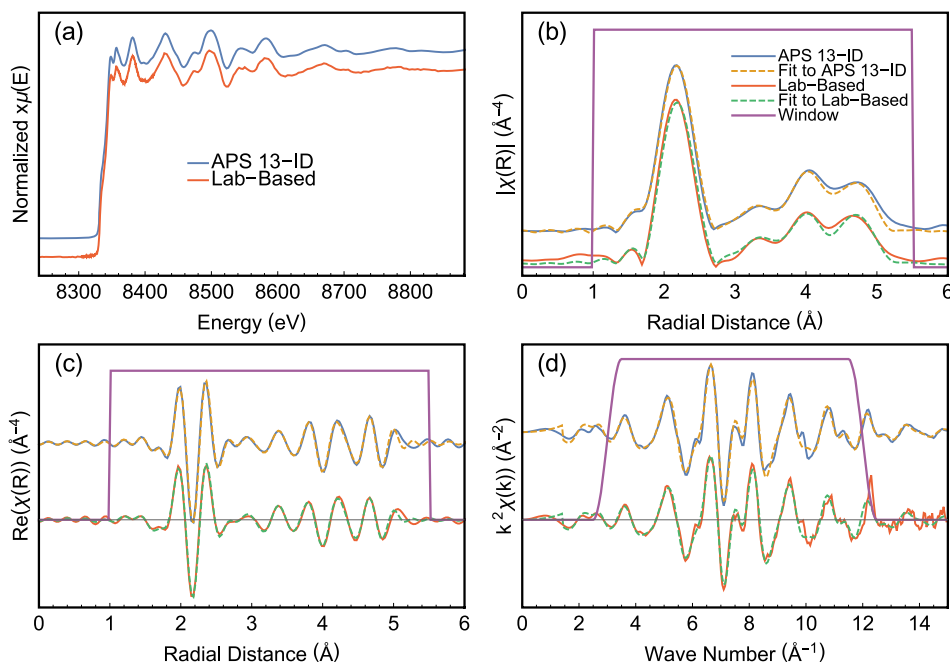 (a)
Normalized xμ(E)
APS 13-ID
Lab-Based
8300 8400 8500 8600 8700 8800
Energy (eV)
(b)
|χ(R)| (Å⁻⁴)
APS 13-ID
Fit to APS 13-ID
Lab-Based
Fit to Lab-Based
Window
0 1 2 3 4 5 6
Radial Distance (Å)
(c)
Re(χ(R)) (Å⁻⁴)
0 1 2 3 4 5 6
Radial Distance (Å)
(d)
k² χ(k)) (Å⁻²)
0 2 4 6 8 10 12 14
Wave Number (Å⁻¹)